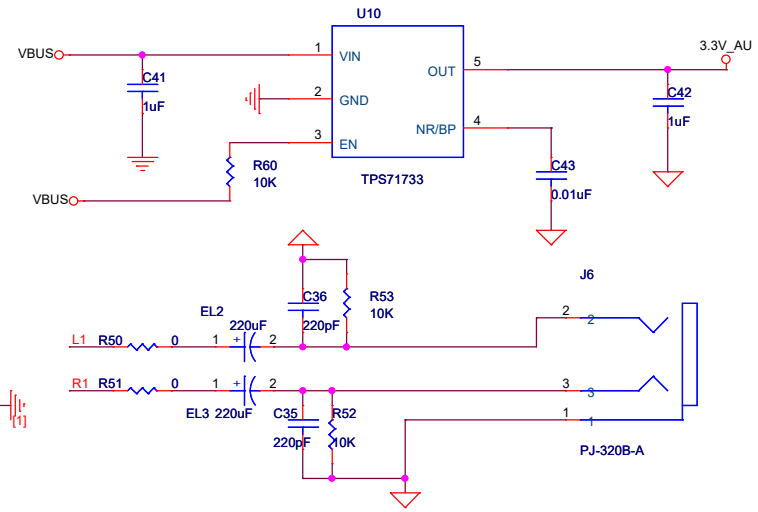 U10
VBUS
1
VIN
C41
1uF
2
GND
3
EN
OUT
5
NR/BP
4
3.3V_AU
C42
1uF
R60
10K
TPS71733
C43
0.01uF
VBUS
J6
C36
220pF
R53
10K
EL2
220uF
L1
R50
0
1
+
2
2
2
R1
R51
0
1
+
2
3
3
EL3
220uF
C35
220pF
R52
10K
1
1
PJ-320B-A
[1]